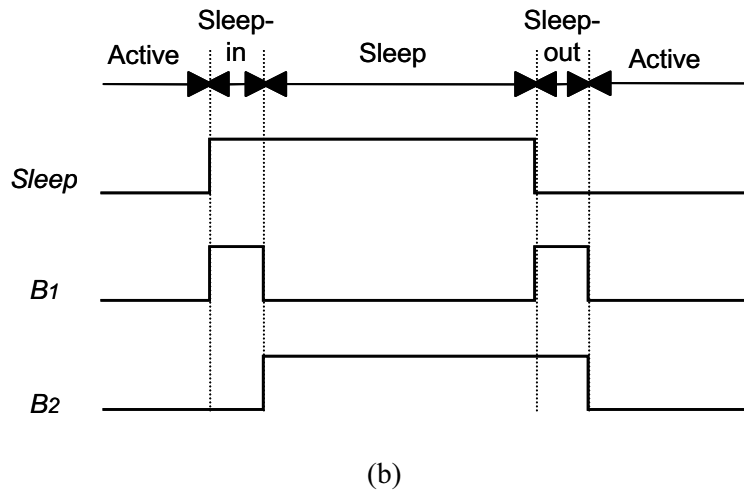 Sleep-
in
Sleep-
out
Active
Sleep
Active
Sleep
B1
B2
(b)